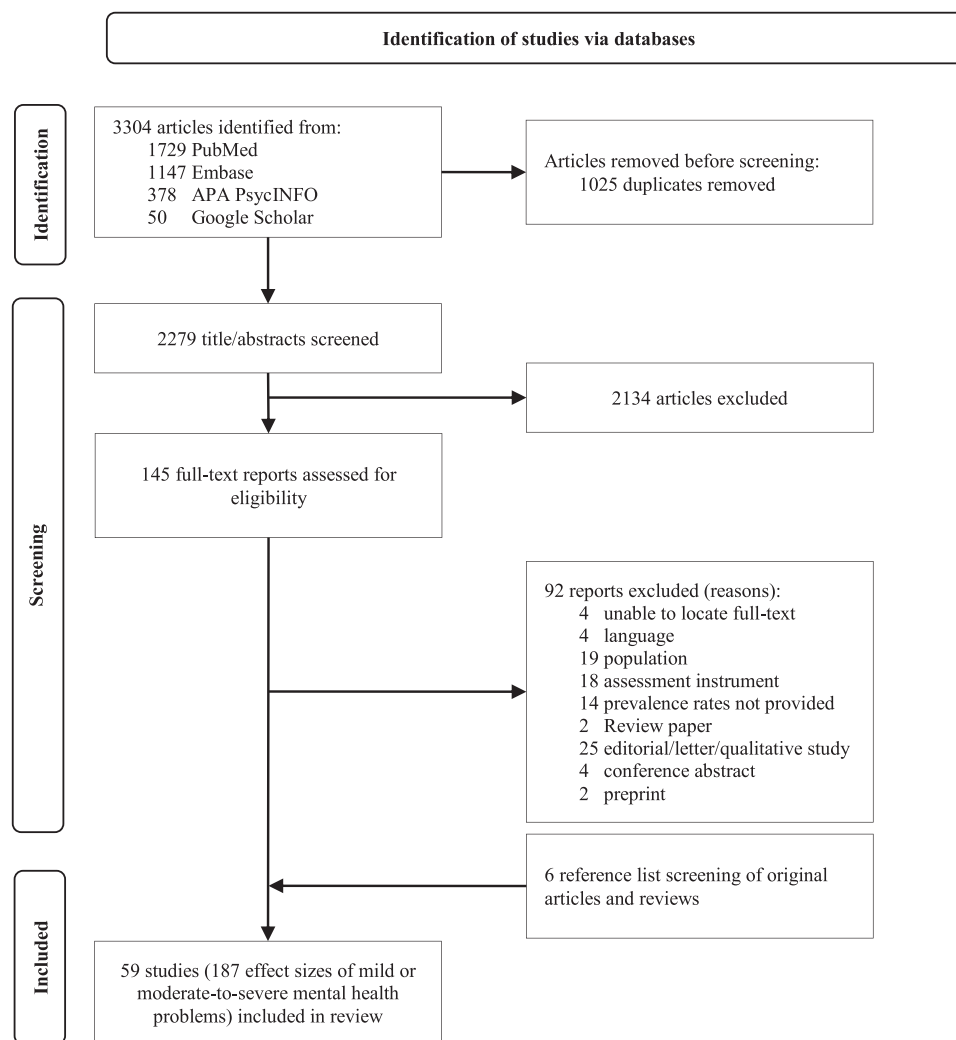 Identification of studies via databases
Identification
3304 articles identified from:
1729 PubMed
1147 Embase
378 APA PsycINFO
50 Google Scholar
Articles removed before screening:
1025 duplicates removed
Screening
2279 title/abstracts screened
2134 articles excluded
145 full-text reports assessed for
eligibility
92 reports excluded (reasons):
4 unable to locate full-text
4 language
19 population
18 assessment instrument
14 prevalence rates not provided
2 Review paper
25 editorial/letter/qualitative study
4 conference abstract
2 preprint
6 reference list screening of original
articles and reviews
Included
59 studies (187 effect sizes of mild or
moderate-to-severe mental health
problems) included in review